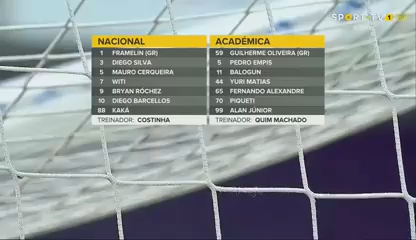 SPORT.TV 1
NACIONAL
1 FRAMELIN (GR)
3 DIEGO SILVA
5 MAURO CERQUEIRA
7 WITI
9 BRYAN RÓCHEZ
10 DIEGO BARCELLOS
88 KAKÁ
TREINADOR: COSTINHA
ACADÉMICA
59 GUILHERME OLIVEIRA (GR)
5 PEDRO EMPIS
11 BALOGUN
44 YURI MATIAS
65 FERNANDO ALEXANDRE
70 PIQUETI
99 ALAN JÚNIOR
TREINADOR: QUIM MACHADO